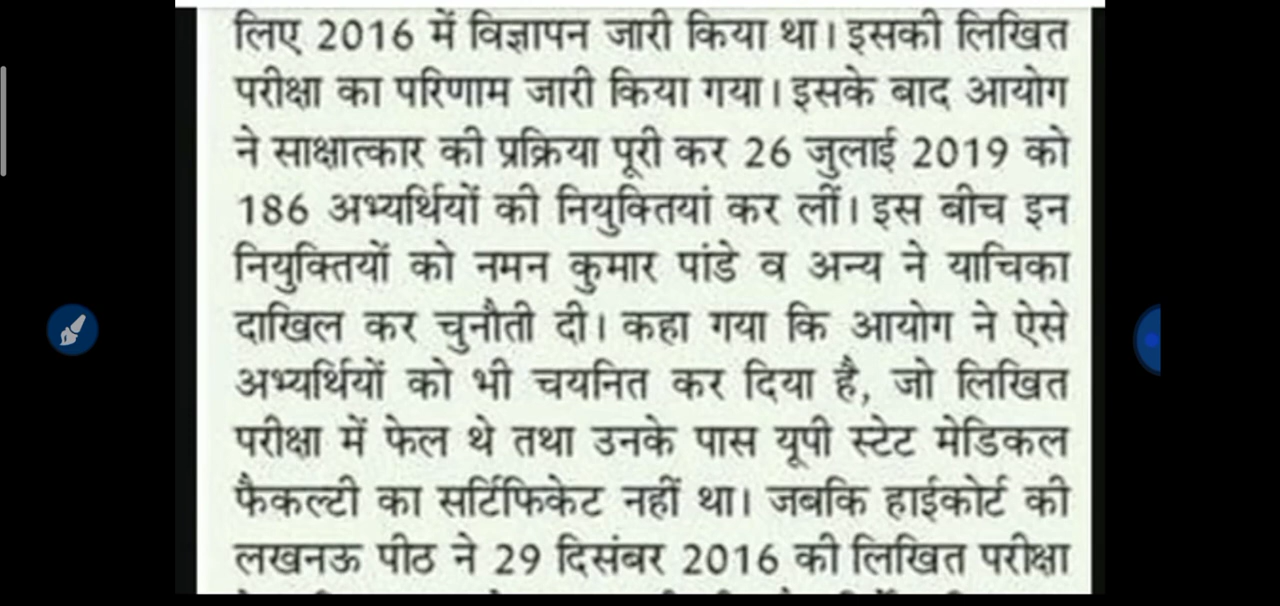 लिए 2016 में विज्ञापन जारी किया था। इसकी लिखित
परीक्षा का परिणाम जारी किया गया। इसके बाद आयोग
ने साक्षात्कार की प्रक्रिया पूरी कर 26 जुलाई 2019 को
186 अभ्यर्थियों की नियुक्तियां कर लीं। इस बीच इन
नियुक्तियों को नमन कुमार पांडे व अन्य ने याचिका
दाखिल कर चुनौती दी। कहा गया कि आयोग ने ऐसे
अभ्यर्थियों को भी चयनित कर दिया है, जो लिखित
परीक्षा में फेल थे तथा उनके पास यूपी स्टेट मेडिकल
फैकल्टी का सर्टिफिकेट नहीं था। जबकि हाईकोर्ट की
लखनऊ पीठ ने 29 दिसंबर 2016 की लिखित परीक्षा